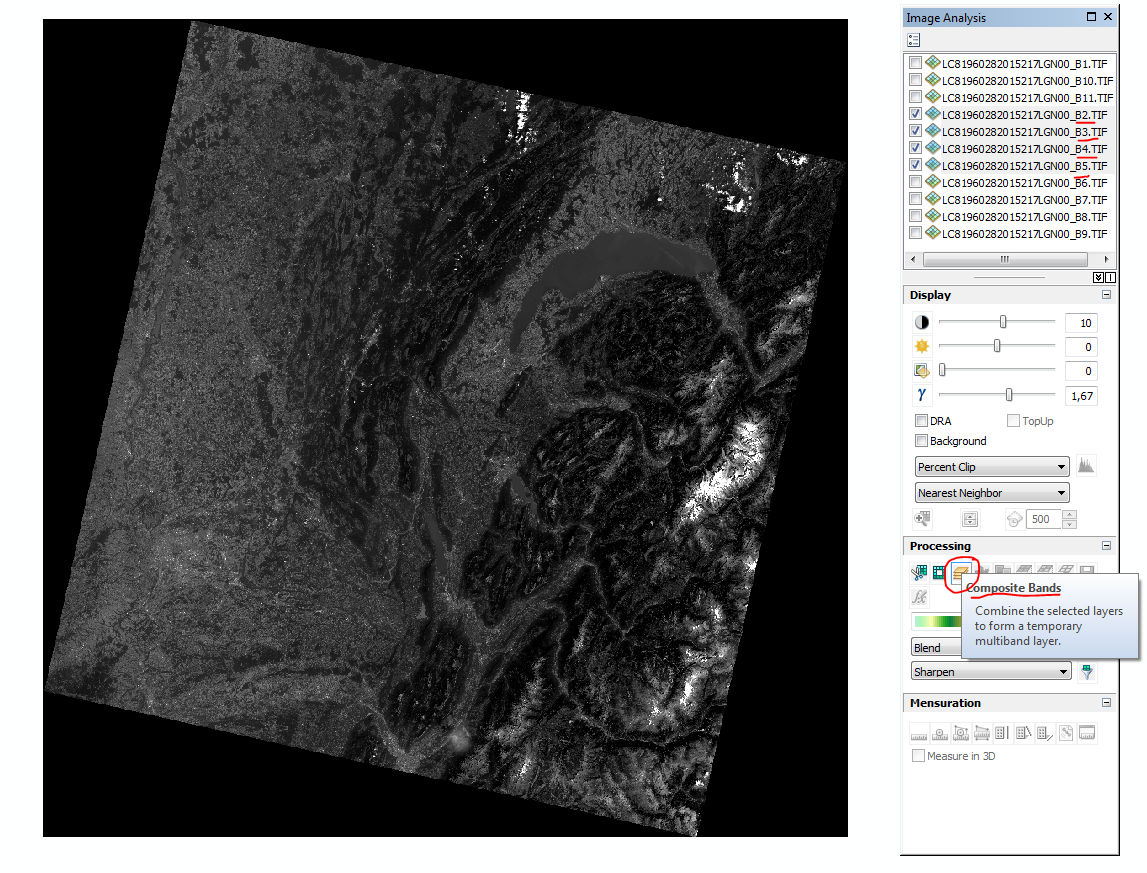 Image Analysis
LC81960282015217LGN00_B1.TIF
LC81960282015217LGN00_B10.TIF
LC81960282015217LGN00_B11.TIF
LC81960282015217LGN00_B2.TIF
LC81960282015217LGN00_B3.TIF
LC81960282015217LGN00_B4.TIF
LC81960282015217LGN00_B5.TIF
LC81960282015217LGN00_B6.TIF
LC81960282015217LGN00_B7.TIF
LC81960282015217LGN00_B8.TIF
LC81960282015217LGN00_B9.TIF
Display
10
0
0
γ 1,67
DRA TopUp
Background
Percent Clip
Nearest Neighbor
500
Processing
Composite Bands
Combine the selected layers
to form a temporary
multiband layer.
Blend
Sharpen
Mensuration
Measure in 3D